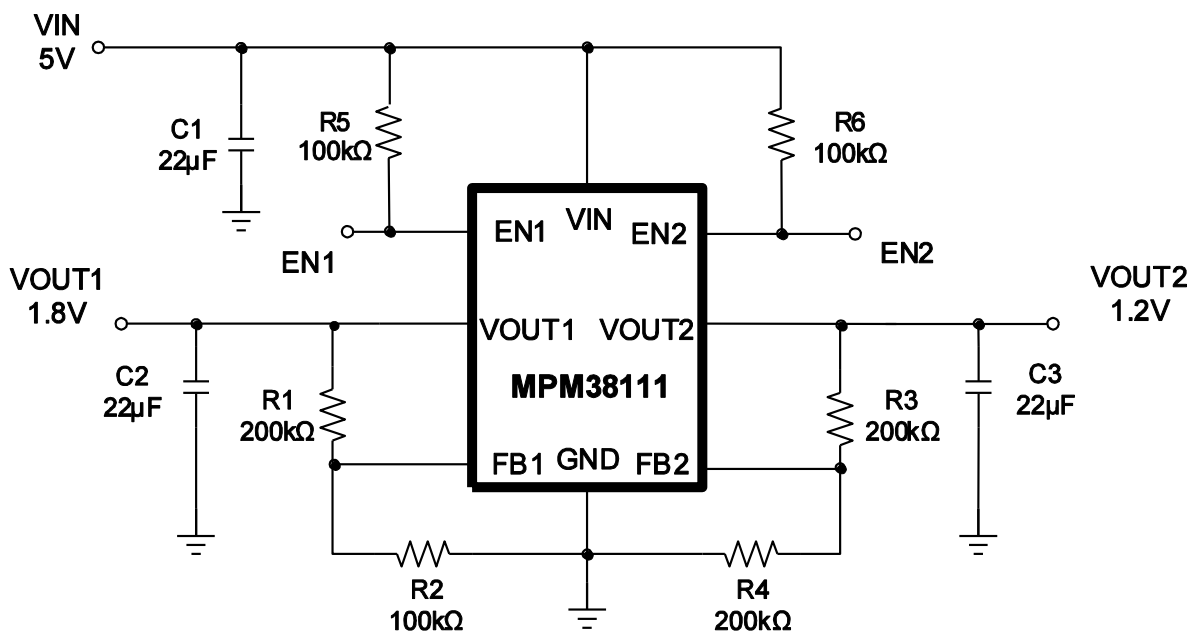 VIN
5V
C1
22µF
R5
100kΩ
R6
100kΩ
EN1
VIN
EN2
EN1
EN2
VOUT1
1.8V
VOUT2
1.2V
VOUT1
VOUT2
MPM38111
C2
22µF
R1
200kΩ
R3
200kΩ
C3
22µF
FB1
GND
FB2
R2
100kΩ
R4
200kΩ